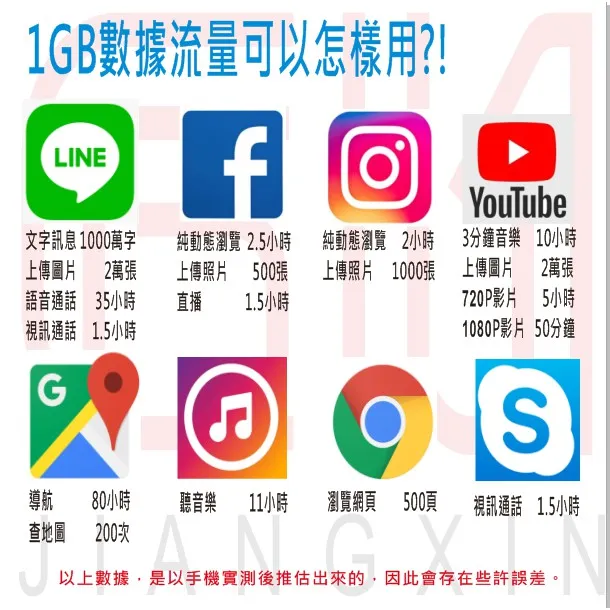 1GB數據流量可以怎樣用?!
LINE
文字訊息 1000萬字
上傳圖片 2萬張
語音通話 35小時
視訊通話 1.5小時
f
純動態瀏覽 2.5小時
上傳照片 500張
直播 1.5小時
純動態瀏覽 2小時
上傳照片 1000張
YouTube
3分鐘音樂 10小時
上傳圖片 2萬張
720P影片 5小時
1080P影片 50分鐘
G
導航 80小時
查地圖 200次
聽音樂 11小時
瀏覽網頁 500頁
S
視訊通話 1.5小時
JIANGXIN
以上數據，是以手機實測後推估出來的，因此會存在些許誤差。